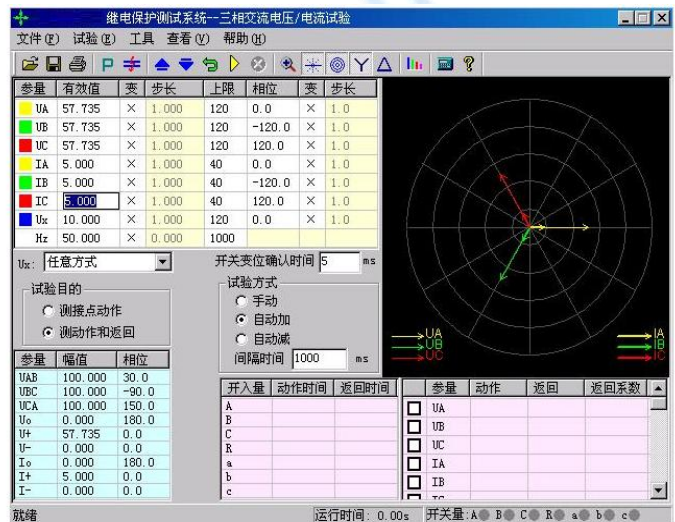 继电保护测试系统--三相交流电压/电流试验
文件(F) 试验(E) 工具 查看(V) 帮助(H)
参量 有效值 变 步长 上限 相位 变 步长
UA 57.735 × 1.000 120 0.0 × 1.0
UB 57.735 × 1.000 120 -120.0 × 1.0
UC 57.735 × 1.000 120 120.0 × 1.0
IA 5.000 × 1.000 40 0.0 × 1.0
IB 5.000 × 1.000 40 -120.0 × 1.0
IC 5.000 × 1.000 40 120.0 × 1.0
Ux 10.000 × 1.000 120 0.0 × 1.0
Hz 50.000 × 0.000 1000
Ux: 任意方式 开关变位确认时间 5 ms
试验目的
测接点动作
测动作和返回
试验方式
手动
自动加
自动减
间隔时间 1000 ms
UA
UB
UC
IA
IB
IC
参量 幅值 相位
UAB 100.000 30.0
UBC 100.000 -90.0
UCA 100.000 150.0
Uo 0.000 180.0
U+ 57.735 0.0
U- 0.000 0.0
Io 0.000 180.0
I+ 5.000 0.0
I- 0.000 0.0
开入量 动作时间 返回时间
A
B
C
R
a
b
c
参量 动作 返回 返回系数
UA
UB
UC
IA
IB
就绪 运行时间: 0.00s 开关量: A B C R a b c